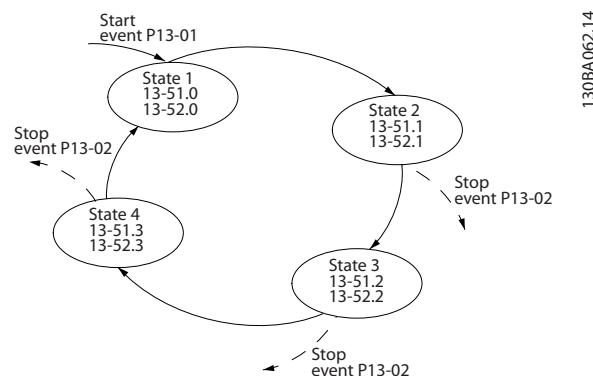 Start
event P13-01
State 1
13-51.0
13-52.0
State 2
13-51.1
13-52.1
Stop
event P13-02
State 3
13-51.2
13-52.2
Stop
event P13-02
State 4
13-51.3
13-52.3
Stop
event P13-02
130BA062.14